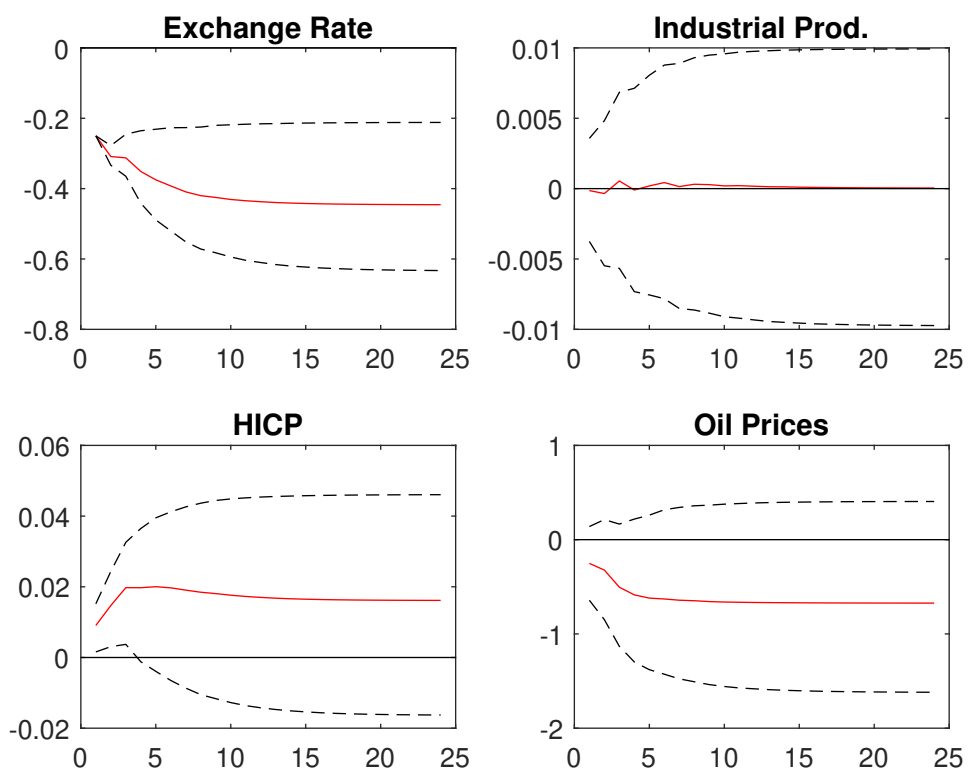 Exchange Rate
0
-0.2
-0.4
-0.6
-0.8
0 5 10 15 20 25
Industrial Prod.
0.01
0.005
0
-0.005
-0.01
0 5 10 15 20 25
HICP
0.06
0.04
0.02
0
-0.02
0 5 10 15 20 25
Oil Prices
1
0
-1
-2
0 5 10 15 20 25